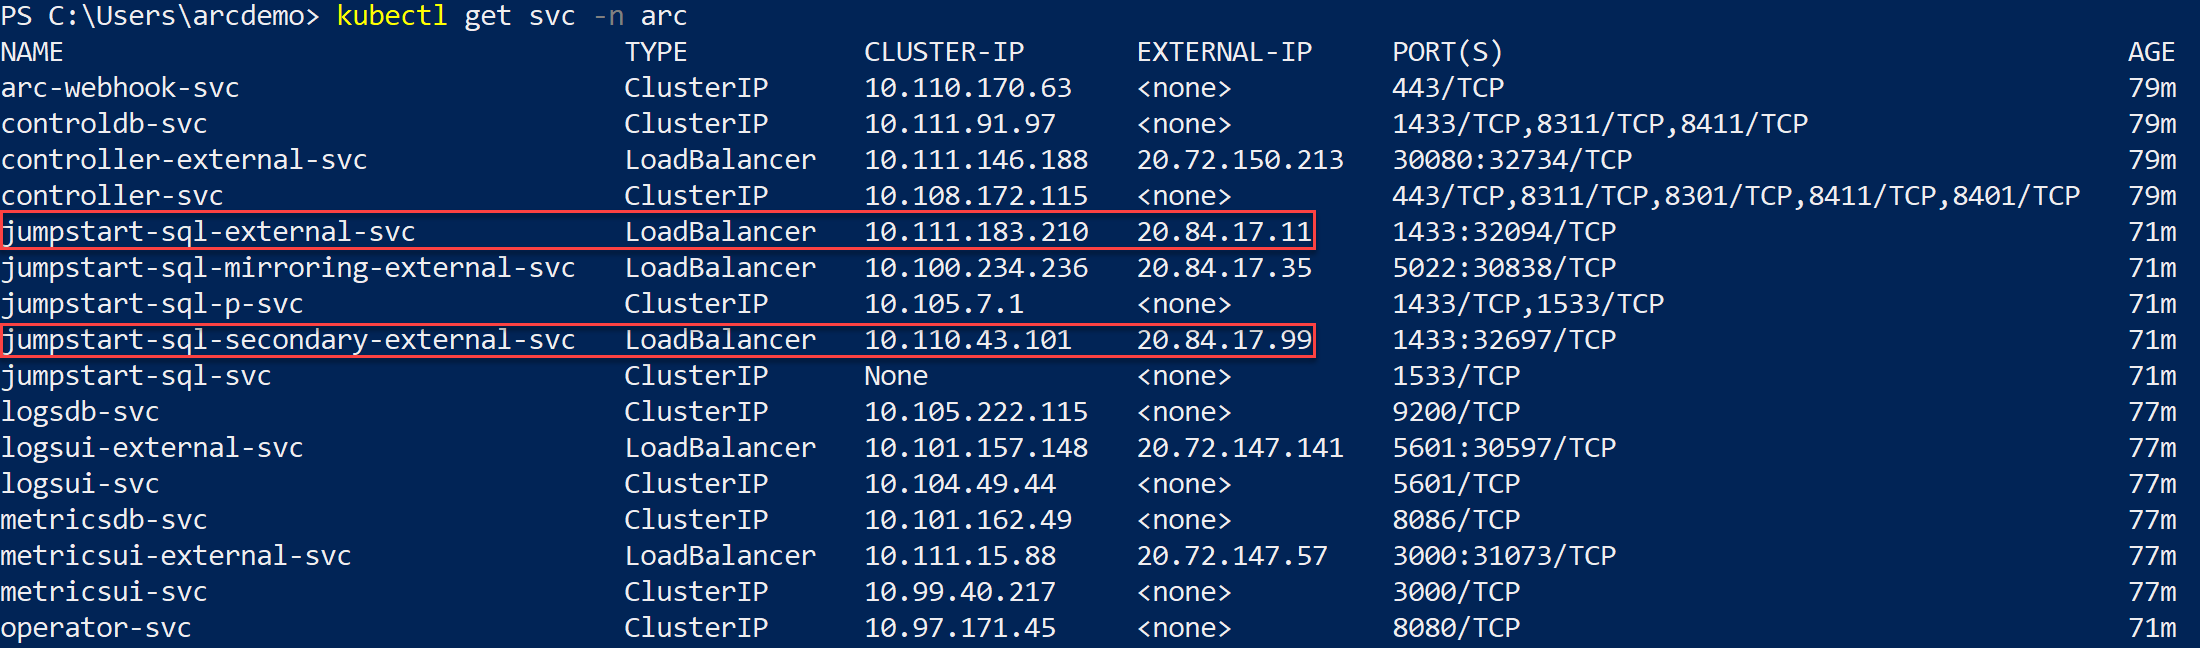 PS C:\Users\arcdemo> kubectl get svc -n arc
NAME TYPE CLUSTER-IP EXTERNAL-IP PORT(S) AGE
arc-webhook-svc ClusterIP 10.110.170.63 <none> 443/TCP 79m
controldb-svc ClusterIP 10.111.91.97 <none> 1433/TCP,8311/TCP,8411/TCP 79m
controller-external-svc LoadBalancer 10.111.146.188 20.72.150.213 30080:32734/TCP 79m
controller-svc ClusterIP 10.108.172.115 <none> 443/TCP,8311/TCP,8301/TCP,8411/TCP,8401/TCP 79m
jumpstart-sql-external-svc LoadBalancer 10.111.183.210 20.84.17.11 1433:32094/TCP 71m
jumpstart-sql-mirroring-external-svc LoadBalancer 10.100.234.236 20.84.17.35 5022:30838/TCP 71m
jumpstart-sql-p-svc ClusterIP 10.105.7.1 <none> 1433/TCP,1533/TCP 71m
jumpstart-sql-secondary-external-svc LoadBalancer 10.110.43.101 20.84.17.99 1433:32697/TCP 71m
jumpstart-sql-svc ClusterIP None <none> 1533/TCP 71m
logsdb-svc ClusterIP 10.105.222.115 <none> 9200/TCP 77m
logsui-external-svc LoadBalancer 10.101.157.148 20.72.147.141 5601:30597/TCP 77m
logsui-svc ClusterIP 10.104.49.44 <none> 5601/TCP 77m
metricsdb-svc ClusterIP 10.101.162.49 <none> 8086/TCP 77m
metricsui-external-svc LoadBalancer 10.111.15.88 20.72.147.57 3000:31073/TCP 77m
metricsui-svc ClusterIP 10.99.40.217 <none> 3000/TCP 77m
operator-svc ClusterIP 10.97.171.45 <none> 8080/TCP 71m